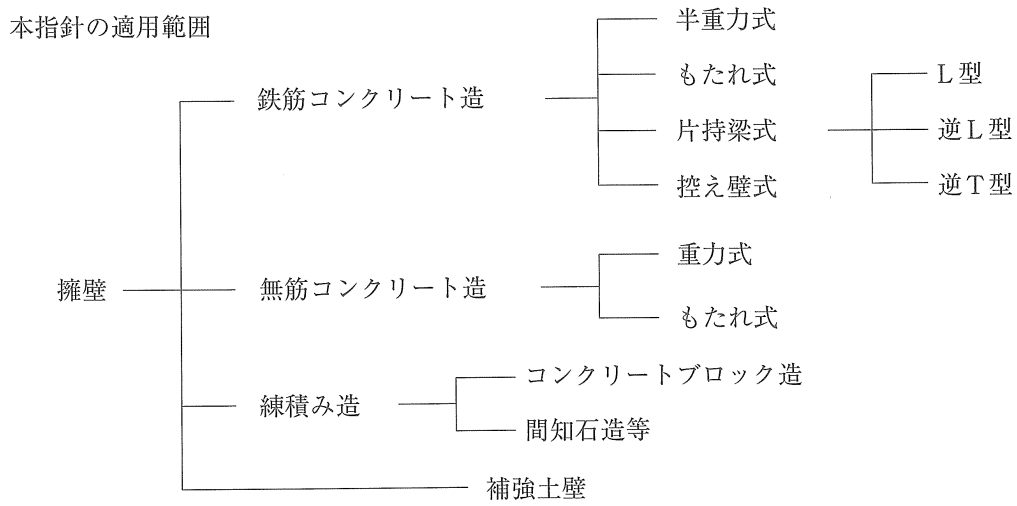 本指針の適用範囲
擁壁
鉄筋コンクリート造
半重力式
もたれ式
片持梁式
L型
逆L型
逆T型
控え壁式
無筋コンクリート造
重力式
もたれ式
練積み造
コンクリートブロック造
間知石造等
補強土壁